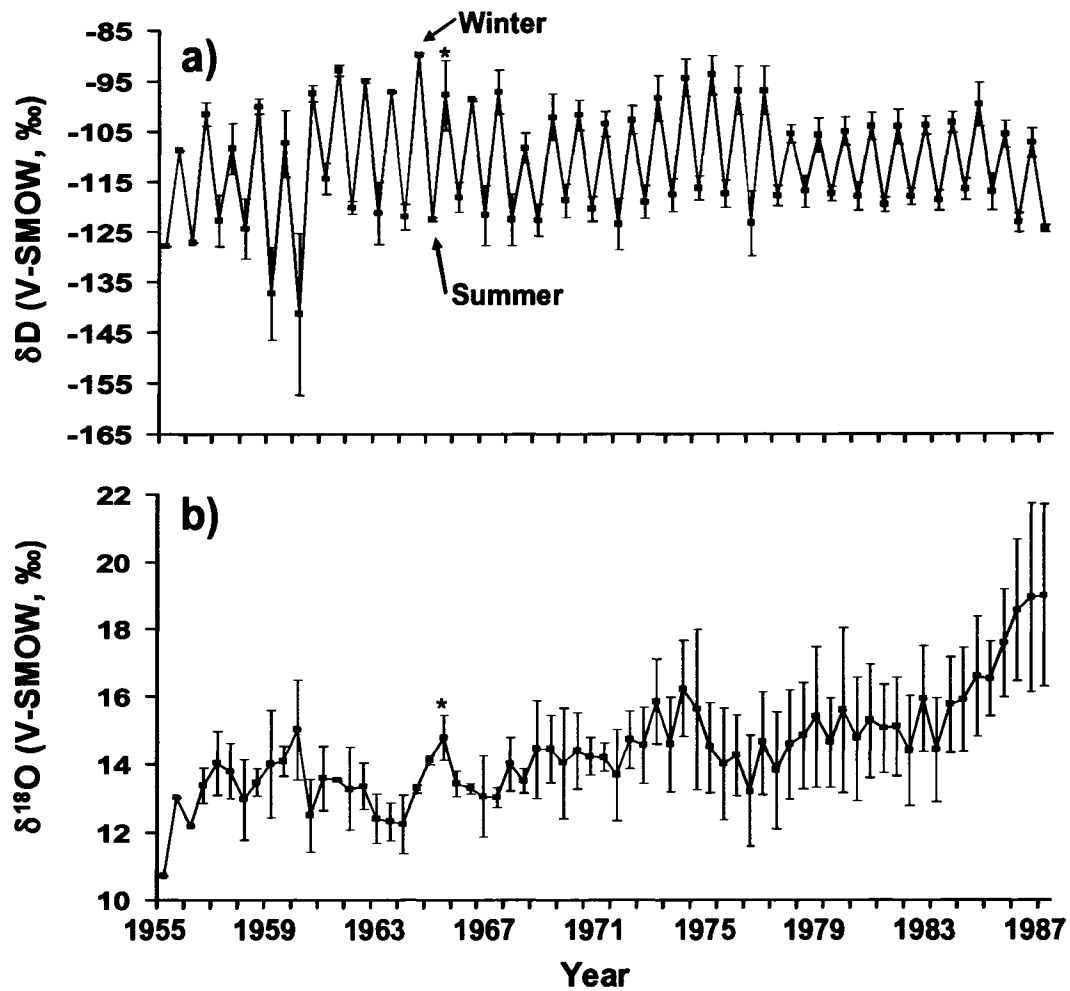 a)
Winter
*
Summer
δD (V-SMOW, ‰)
-85
-95
-105
-115
-125
-135
-145
-155
-165
b)
*
δ¹⁸O (V-SMOW, ‰)
22
20
18
16
14
12
10
1955 1959 1963 1967 1971 1975 1979 1983 1987
Year